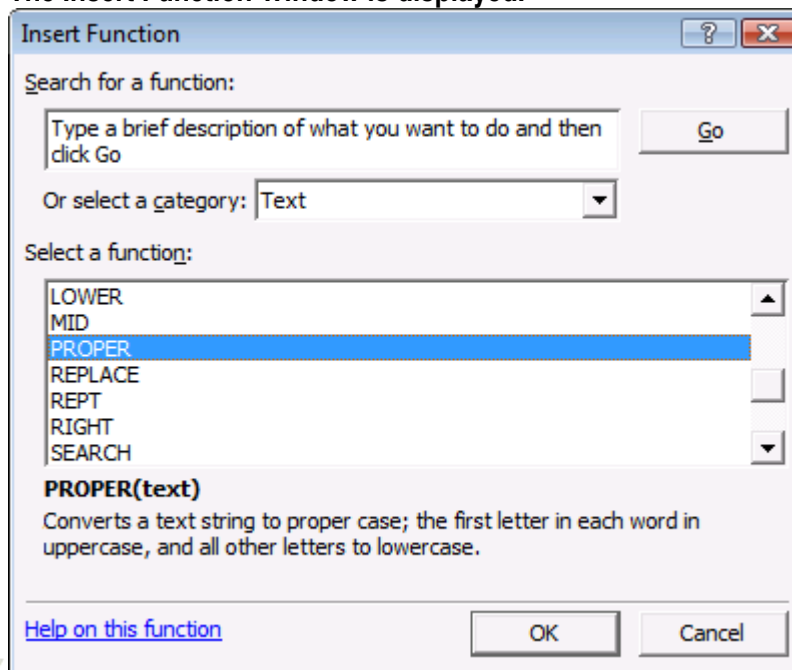 The Insert Function Window is displayed.
Insert Function
Search for a function:
Type a brief description of what you want to do and then
click Go
Go
Or select a category: Text
Select a function:
LOWER
MID
PROPER
REPLACE
REPT
RIGHT
SEARCH
PROPER(text)
Converts a text string to proper case; the first letter in each word in
uppercase, and all other letters to lowercase.
Help on this function
OK
Cancel